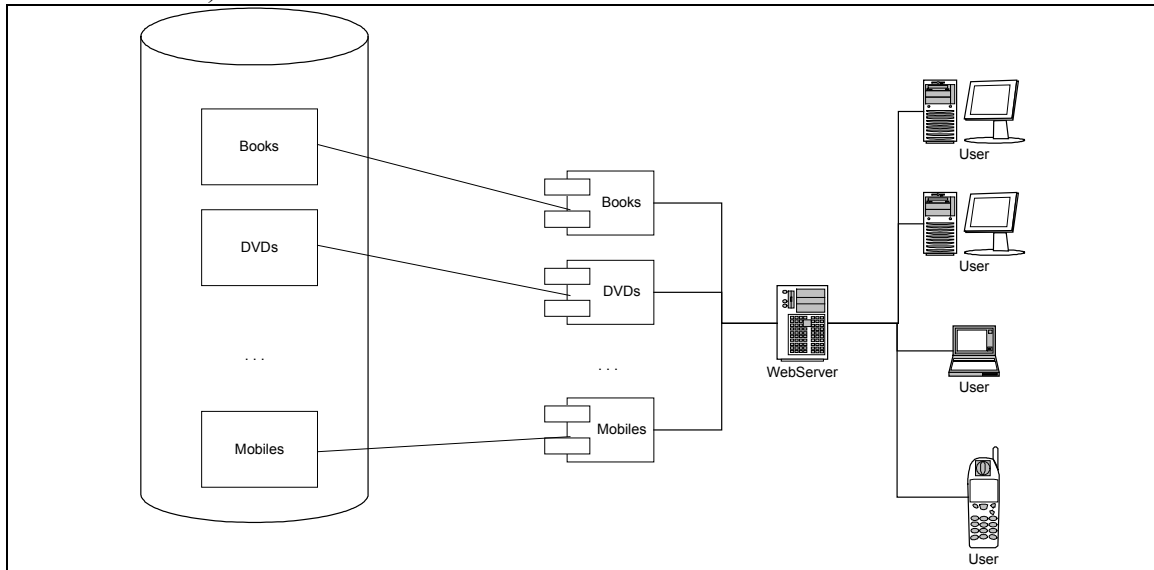 Books
DVDs
. . .
Mobiles
Books
DVDs
. . .
Mobiles
WebServer
User
User
User
User